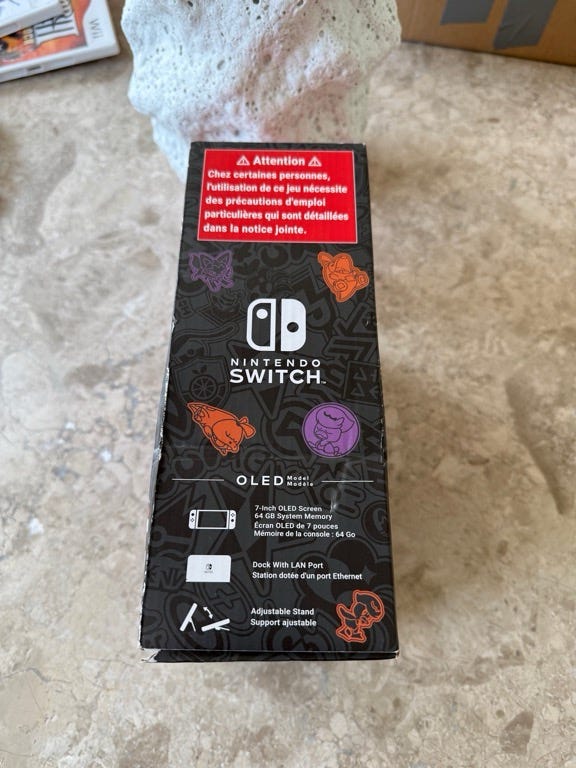 Wii
Attention
Chez certaines personnes,
l'utilisation de ce jeu nécessite
des précautions d'emploi
particulières qui sont détaillées
dans la notice jointe.
NINTENDO
SWITCH™
OLED Model
Modèle
7-Inch OLED Screen
64 GB System Memory
Écran OLED de 7 pouces
Mémoire de la console : 64 Go
Dock With LAN Port
Station dotée d'un port Ethernet
Adjustable Stand
Support ajustable